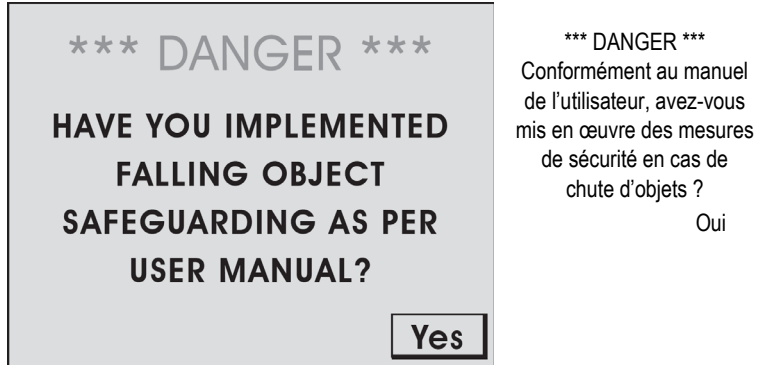 *** DANGER ***
HAVE YOU IMPLEMENTED
FALLING OBJECT
SAFEGUARDING AS PER
USER MANUAL?
Yes
*** DANGER ***
Conformément au manuel
de l’utilisateur, avez-vous
mis en œuvre des mesures
de sécurité en cas de
chute d’objets ?
Oui